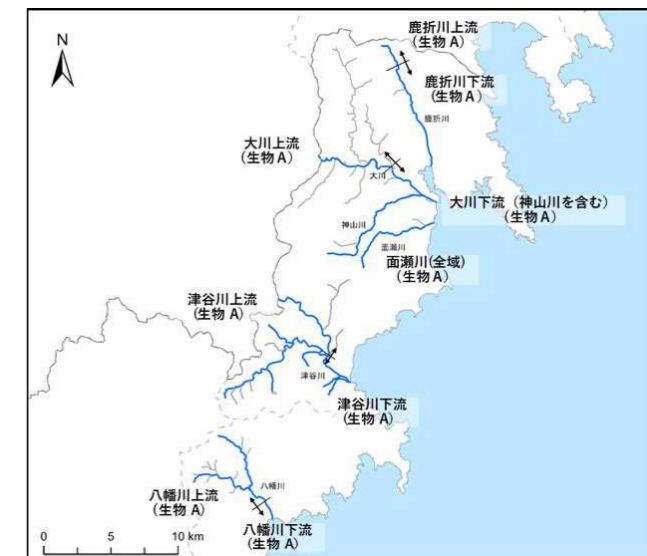 N
鹿折川上流
(生物 A)
鹿折川下流
(生物 A)
鹿折川
大川上流
(生物 A)
大川
大川下流（神山川を含む）
(生物 A)
神山川
面瀬川
面瀬川(全域)
(生物 A)
津谷川上流
(生物 A)
津谷川
津谷川下流
(生物 A)
八幡川
八幡川上流
(生物 A)
八幡川下流
(生物 A)
0 5 10 km